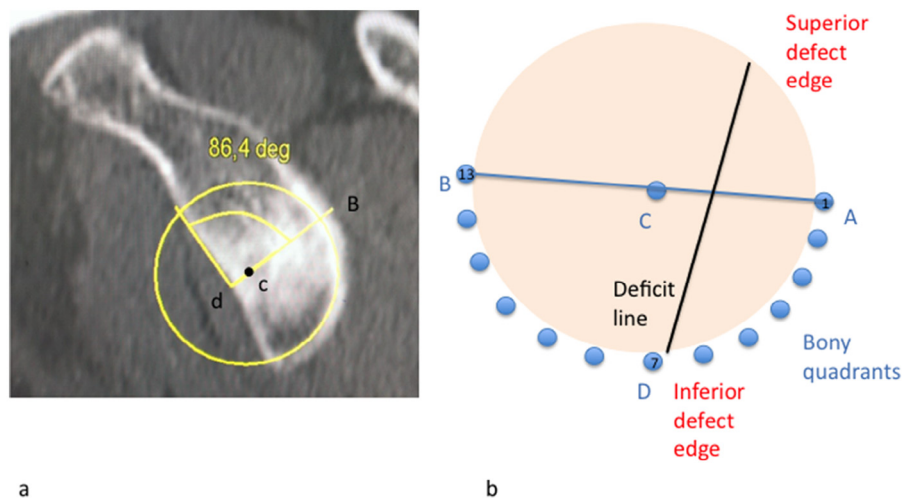 86,4 deg
B
c
d
a
Superior
defect
edge
B
13
C
1
A
Deficit
line
Bony
quadrants
7
D
Inferior
defect
edge
b